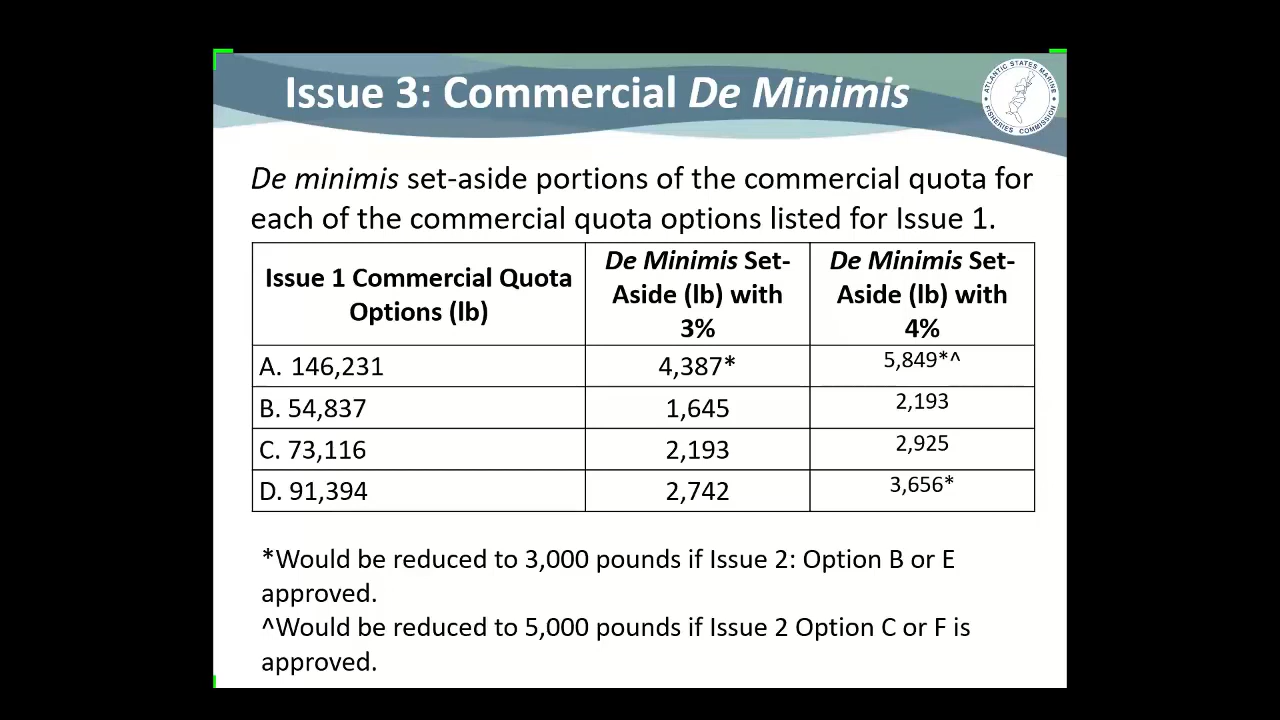 Issue 3: Commercial De Minimis
ATLANTIC STATES MARINE
FISHERIES COMMISSION
De minimis set-aside portions of the commercial quota for
each of the commercial quota options listed for Issue 1.
Issue 1 Commercial Quota
Options (lb)
De Minimis Set-
Aside (lb) with
3%
De Minimis Set-
Aside (lb) with
4%
A. 146,231 4,387* 5,849*^
B. 54,837 1,645 2,193
C. 73,116 2,193 2,925
D. 91,394 2,742 3,656*
*Would be reduced to 3,000 pounds if Issue 2: Option B or E
approved.
^Would be reduced to 5,000 pounds if Issue 2 Option C or F is
approved.